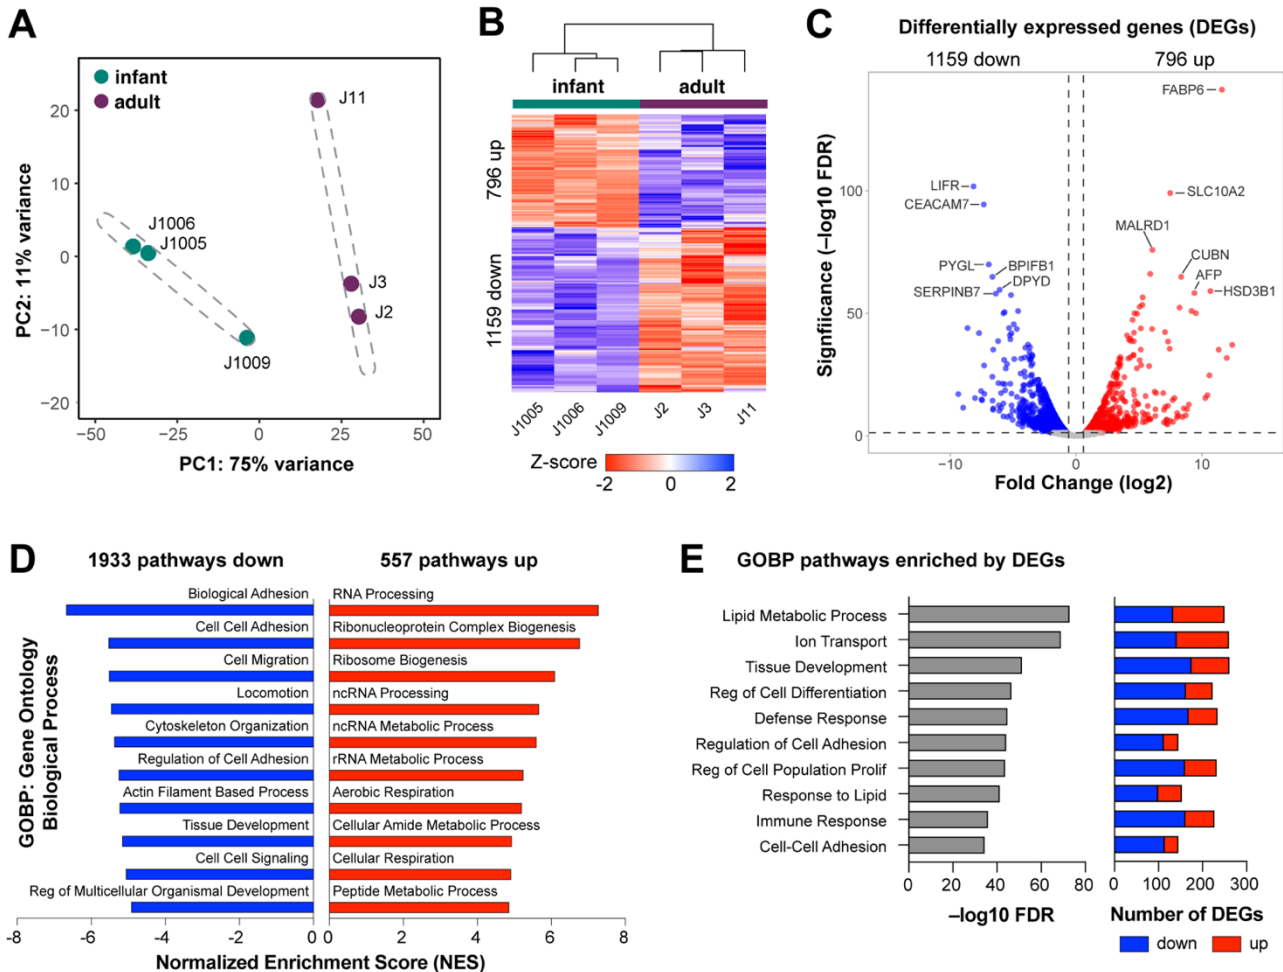 A
infant
adult
J11
J1006
J1005
J3
J2
J1009
20
10
0
−10
−20
−50
−25
0
25
50
PC2: 11% variance
PC1: 75% variance
B
infant
adult
796 up
1159 down
J1005
J1006
J1009
J2
J3
J11
Z-score
-2
0
2
C
Differentially expressed genes (DEGs)
1159 down
796 up
FABP6
LIFR
SLC10A2
CEACAM7
MALRD1
PYGL
BPIFB1
CUBN
DPYD
AFP
SERPINB7
HSD3B1
100
50
0
−10
0
10
Signfiicance (−log10 FDR)
Fold Change (log2)
D
1933 pathways down
557 pathways up
GOBP: Gene Ontology
Biological Process
Biological Adhesion
RNA Processing
Cell Cell Adhesion
Ribonucleoprotein Complex Biogenesis
Cell Migration
Ribosome Biogenesis
Locomotion
ncRNA Processing
Cytoskeleton Organization
ncRNA Metabolic Process
Regulation of Cell Adhesion
rRNA Metabolic Process
Actin Filament Based Process
Aerobic Respiration
Tissue Development
Cellular Amide Metabolic Process
Cell Cell Signaling
Cellular Respiration
Reg of Multicellular Organismal Development
Peptide Metabolic Process
-8
-6
-4
-2
0
0
2
4
6
8
Normalized Enrichment Score (NES)
E
GOBP pathways enriched by DEGs
Lipid Metabolic Process
Ion Transport
Tissue Development
Reg of Cell Differentiation
Defense Response
Regulation of Cell Adhesion
Reg of Cell Population Prolif
Response to Lipid
Immune Response
Cell-Cell Adhesion
0
20
40
60
80
−log10 FDR
0
100
200
300
Number of DEGs
down
up